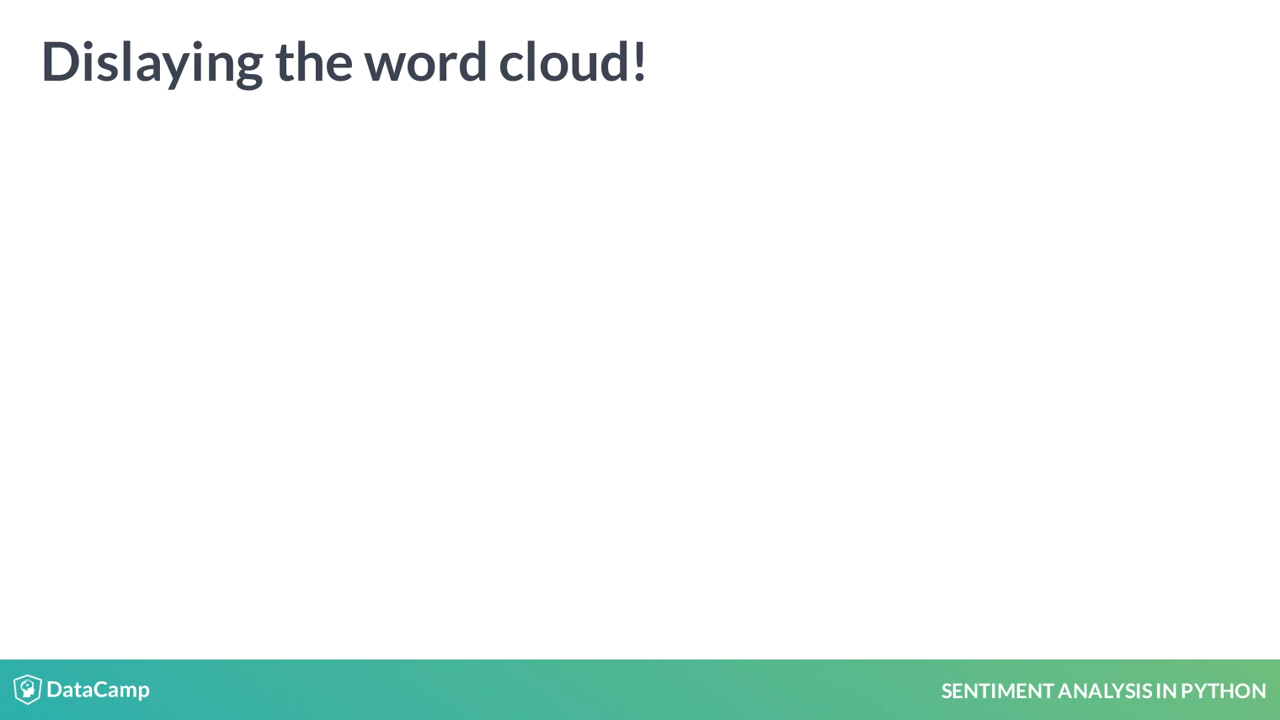 Dislaying the word cloud!
DataCamp
SENTIMENT ANALYSIS IN PYTHON